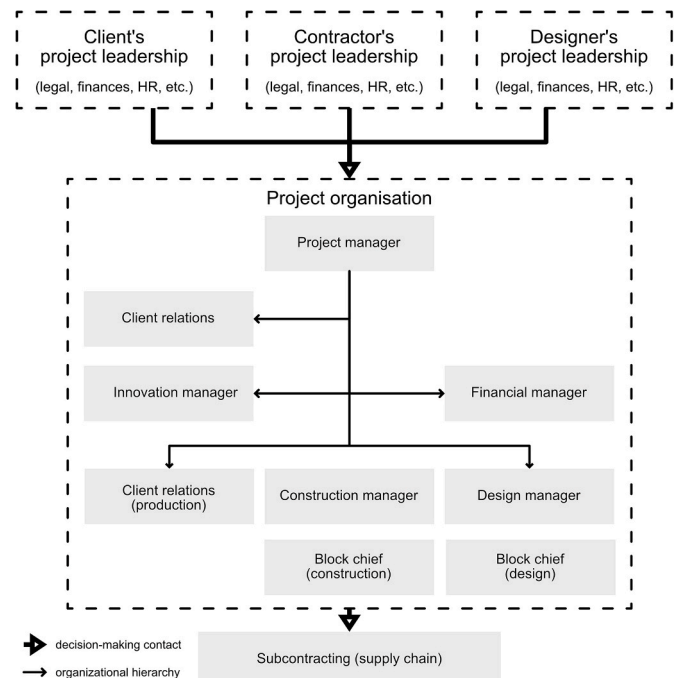 Client's
project leadership
(legal, finances, HR, etc.)
Contractor's
project leadership
(legal, finances, HR, etc.)
Designer's
project leadership
(legal, finances, HR, etc.)
Project organisation
Project manager
Client relations
Innovation manager
Financial manager
Client relations
(production)
Construction manager
Design manager
Block chief
(construction)
Block chief
(design)
decision-making contact
organizational hierarchy
Subcontracting (supply chain)